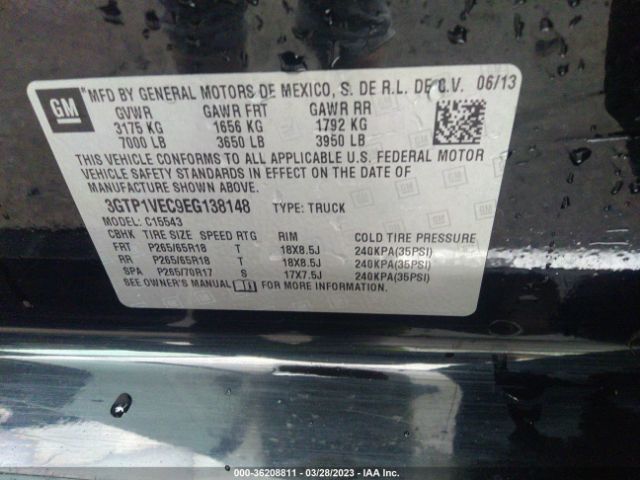 GM
"MFD BY GENERAL MOTORS DE MEXICO, S. DE R.L. DE C.V. 06/13
GVWR GAWR FRT GAWR RR
3175 KG 1656 KG 1792 KG
7000 LB 3650 LB 3950 LB
THIS VEHICLE CONFORMS TO ALL APPLICABLE U.S. FEDERAL MOTOR
VEHICLE SAFETY STANDARDS IN EFFECT ON THE DATE OF
MANUFACTURE SHOWN ABOVE.
3GTP1VEC9EG138148 TYPE: TRUCK
MODEL: C15543
CBHK TIRE SIZE SPEED RTG RIM COLD TIRE PRESSURE
FRT P265/65R18 T 18X8.5J 240KPA(35PSI)
RR P265/65R18 T 18X8.5J 240KPA(35PSI)
SPA P265/70R17 S 17X7.5J 240KPA(35PSI)
SEE OWNER'S MANUAL FOR MORE INFORMATION.
000-36208811 / 03/28/2023 - IAA Inc.